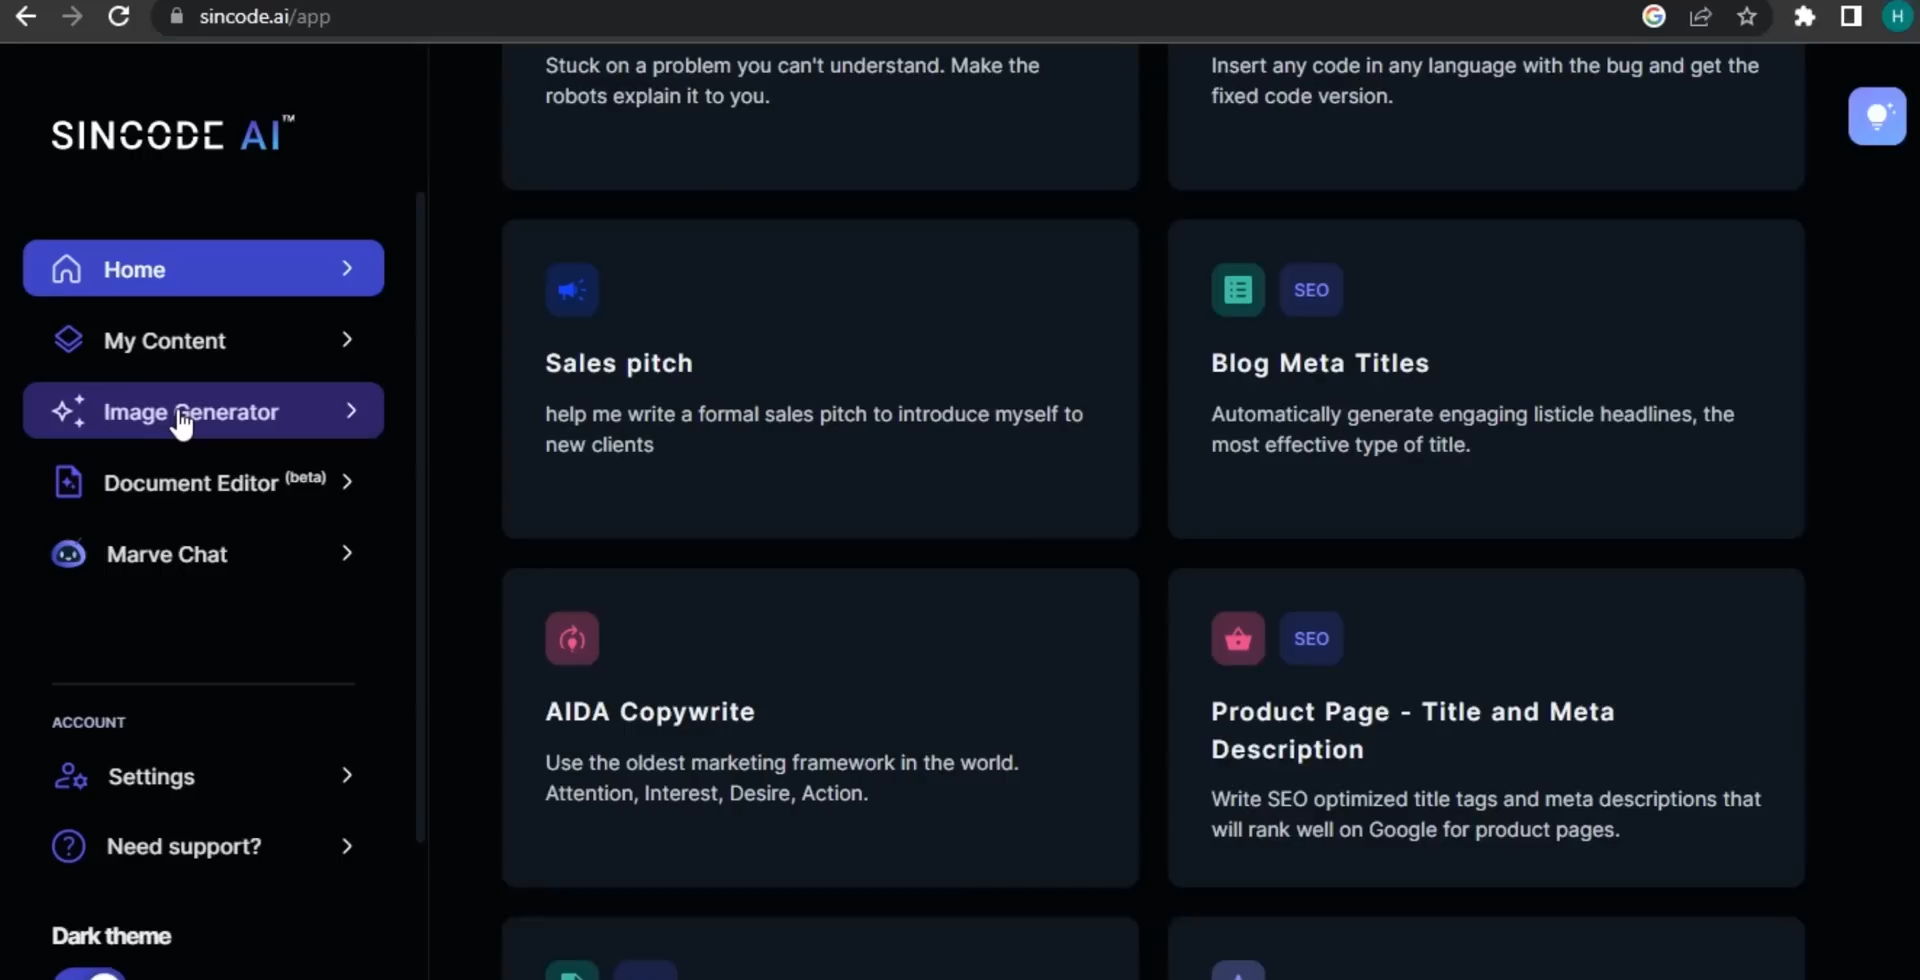 sincode.ai/app
H
SINCODE AI™
Home
My Content
Image Generator
Document Editor (beta)
Marve Chat
ACCOUNT
Settings
Need support?
Dark theme
Stuck on a problem you can't understand. Make the
robots explain it to you.
Insert any code in any language with the bug and get the
fixed code version.
Sales pitch
help me write a formal sales pitch to introduce myself to
new clients
SEO
Blog Meta Titles
Automatically generate engaging listicle headlines, the
most effective type of title.
AIDA Copywrite
Use the oldest marketing framework in the world.
Attention, Interest, Desire, Action.
SEO
Product Page - Title and Meta
Description
Write SEO optimized title tags and meta descriptions that
will rank well on Google for product pages.